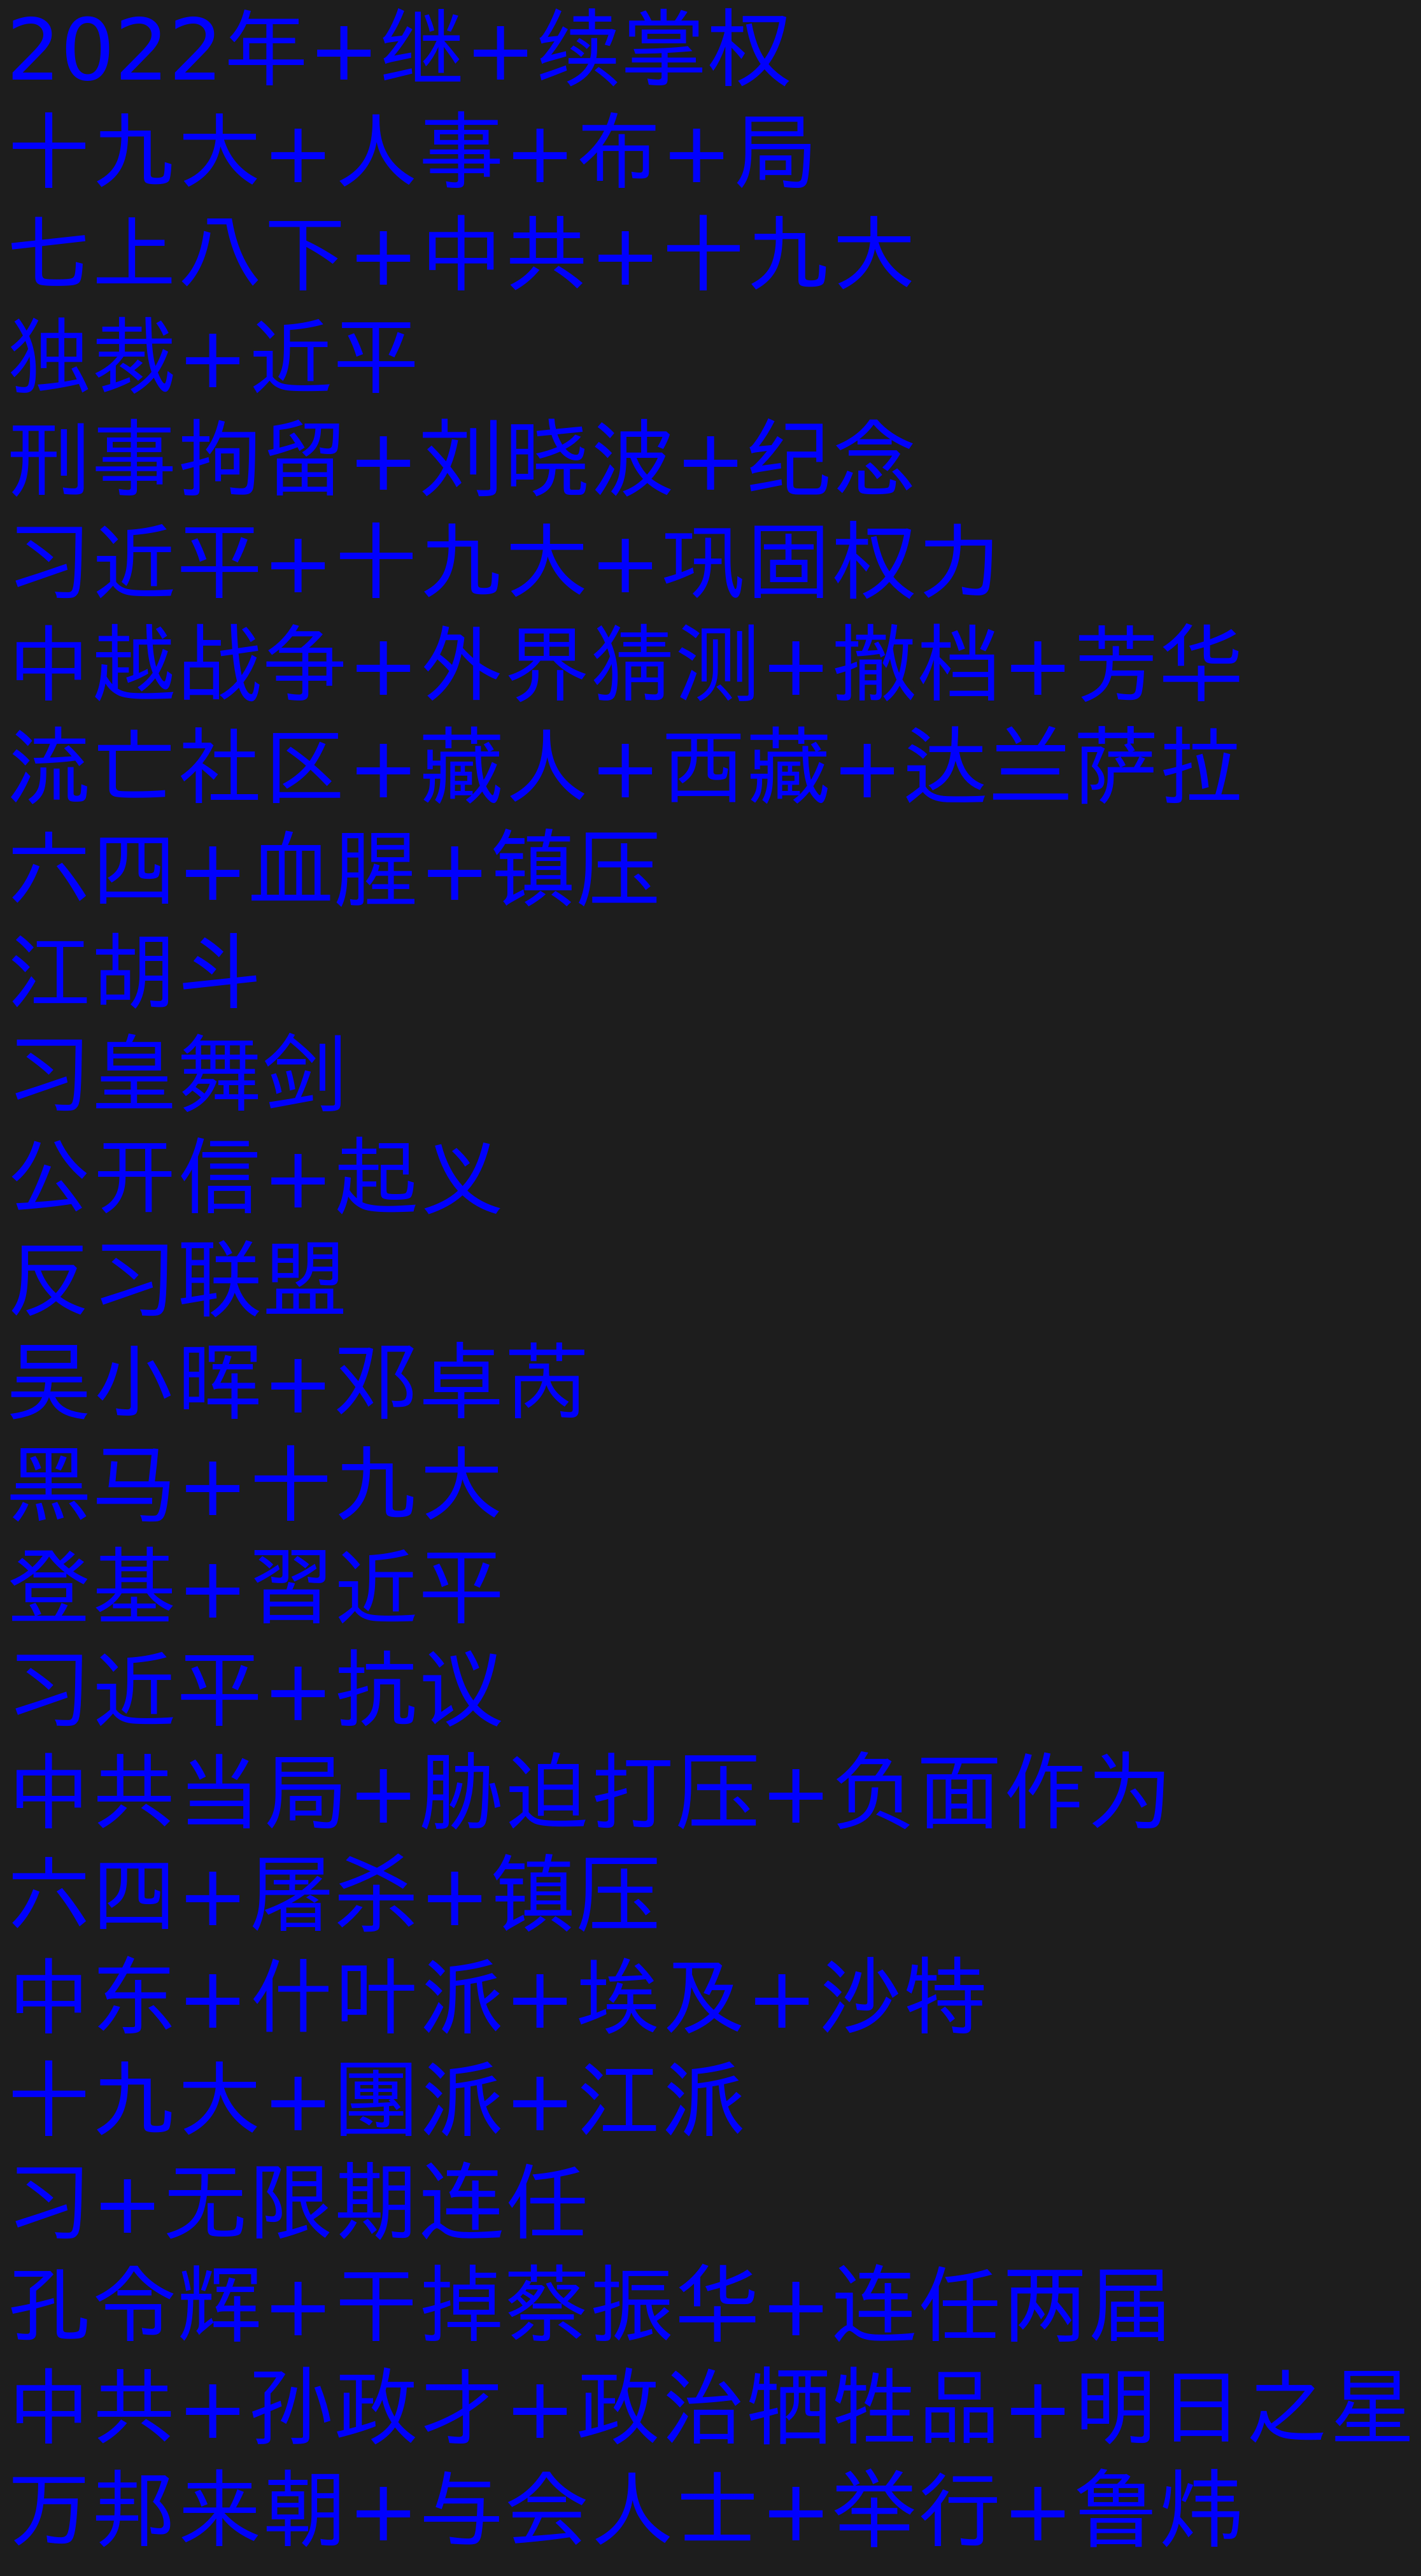 2022年+继+续掌权
十九大+人事+布+局
七上八下+中共+十九大
独裁+近平
刑事拘留+刘晓波+纪念
习近平+十九大+巩固权力
中越战争+外界猜测+撤档+芳华
流亡社区+藏人+西藏+达兰萨拉
六四+血腥+镇压
江胡斗
习皇舞剑
公开信+起义
反习联盟
吴小晖+邓卓芮
黑马+十九大
登基+習近平
习近平+抗议
中共当局+胁迫打压+负面作为
六四+屠杀+镇压
中东+什叶派+埃及+沙特
十九大+團派+江派
习+无限期连任
孔令辉+干掉蔡振华+连任两届
中共+孙政才+政治牺牲品+明日之星
万邦来朝+与会人士+举行+鲁炜